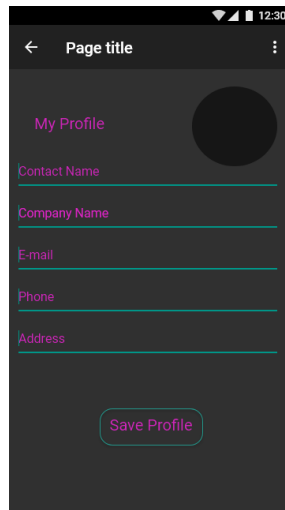 12:30
Page title
My Profile
Contact Name
Company Name
E-mail
Phone
Address
Save Profile